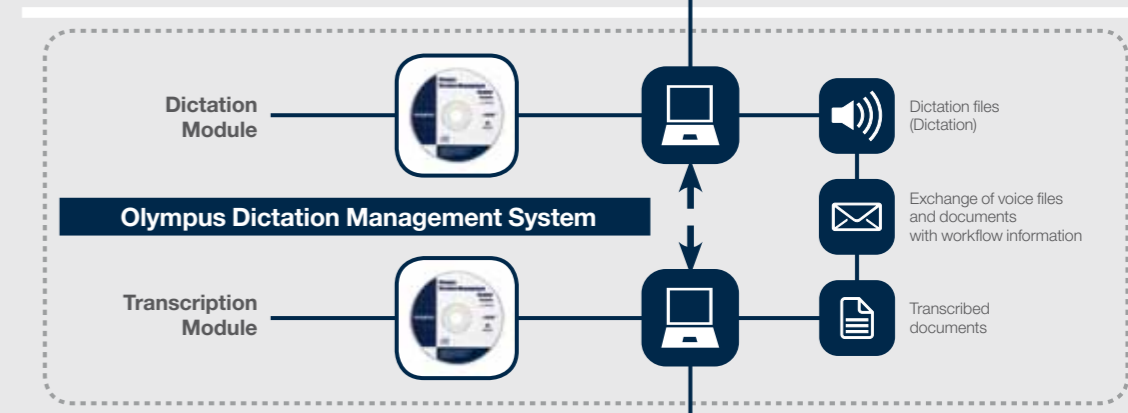 Dictation
Module
Dictation files
(Dictation)
Olympus Dictation Management System
Exchange of voice files
and documents
with workflow information
Transcription
Module
Transcribed
documents